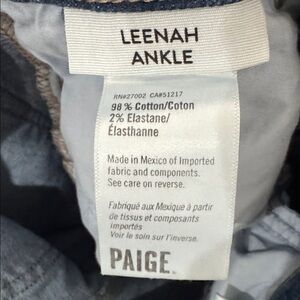 LEENAH
ANKLE
RN#27002 CA#51217
98 % Cotton/Coton
2% Elastane/
Élasthanne
Made in Mexico of Imported
fabric and components.
See care on reverse.
Fabriqué aux Mexique à partir
de tissus et composants
importés
Voir le soin sur l'inverse.
PAIGE